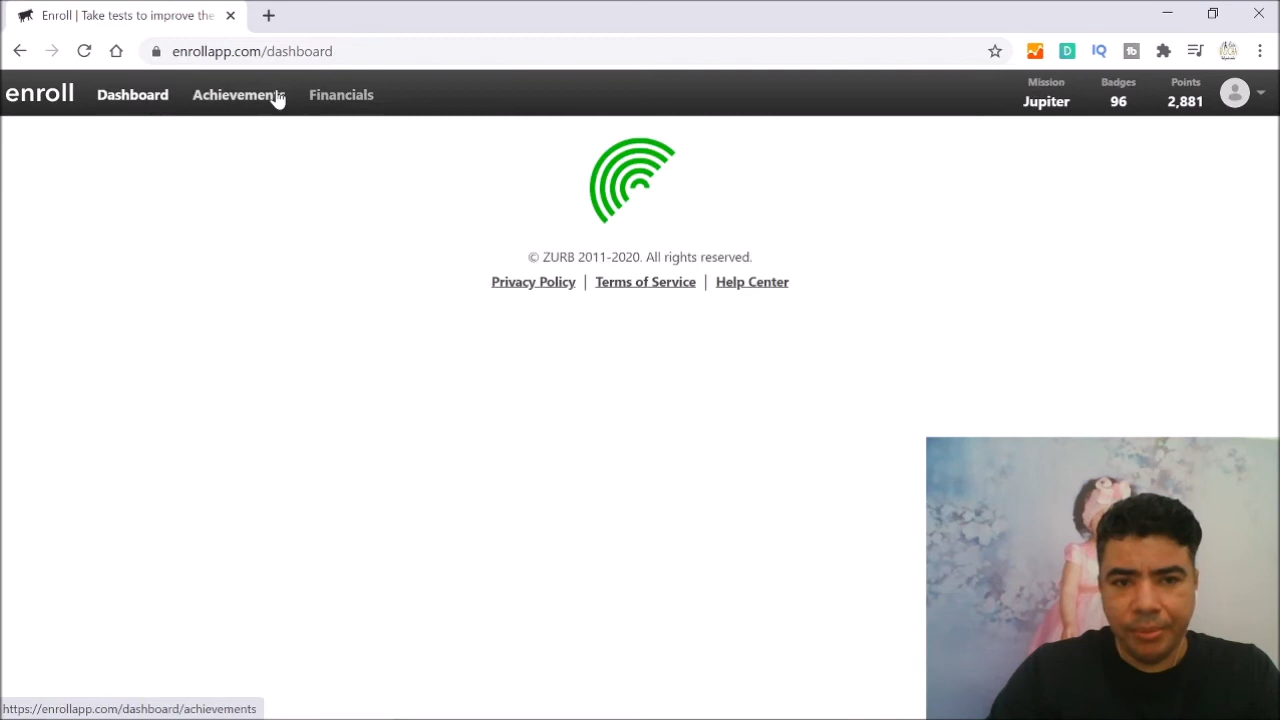 Enroll | Take tests to improve the
enrollapp.com/dashboard
D IQ tb
enroll Dashboard Achievements Financials
Mission Badges Points
Jupiter 96 2,881
© ZURB 2011-2020. All rights reserved.
Privacy Policy | Terms of Service | Help Center
https://enrollapp.com/dashboard/achievements